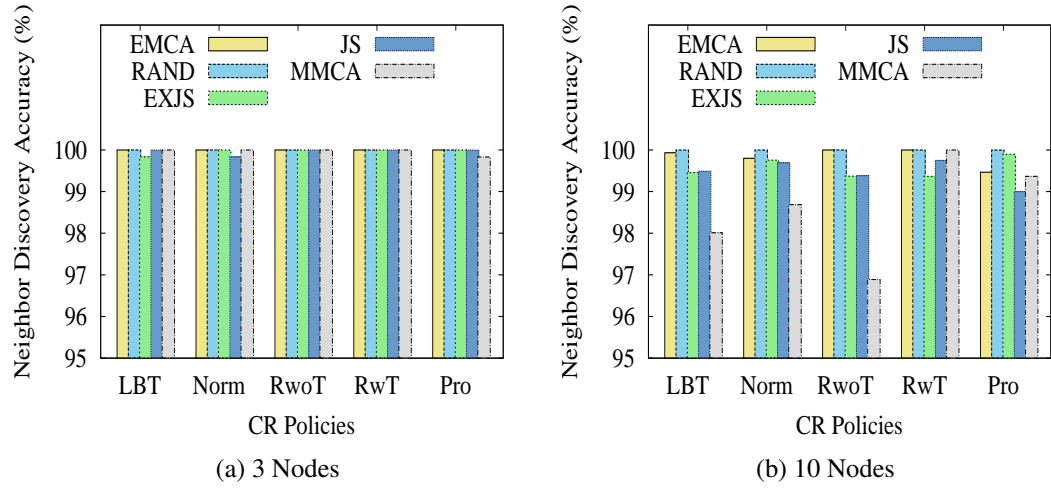 Neighbor Discovery Accuracy (%)
EMCA
RAND
EXJS
JS
MMCA
100
99
98
97
96
95
LBT Norm RwoT RwT Pro
CR Policies
(a) 3 Nodes
Neighbor Discovery Accuracy (%)
EMCA
RAND
EXJS
JS
MMCA
100
99
98
97
96
95
LBT Norm RwoT RwT Pro
CR Policies
(b) 10 Nodes